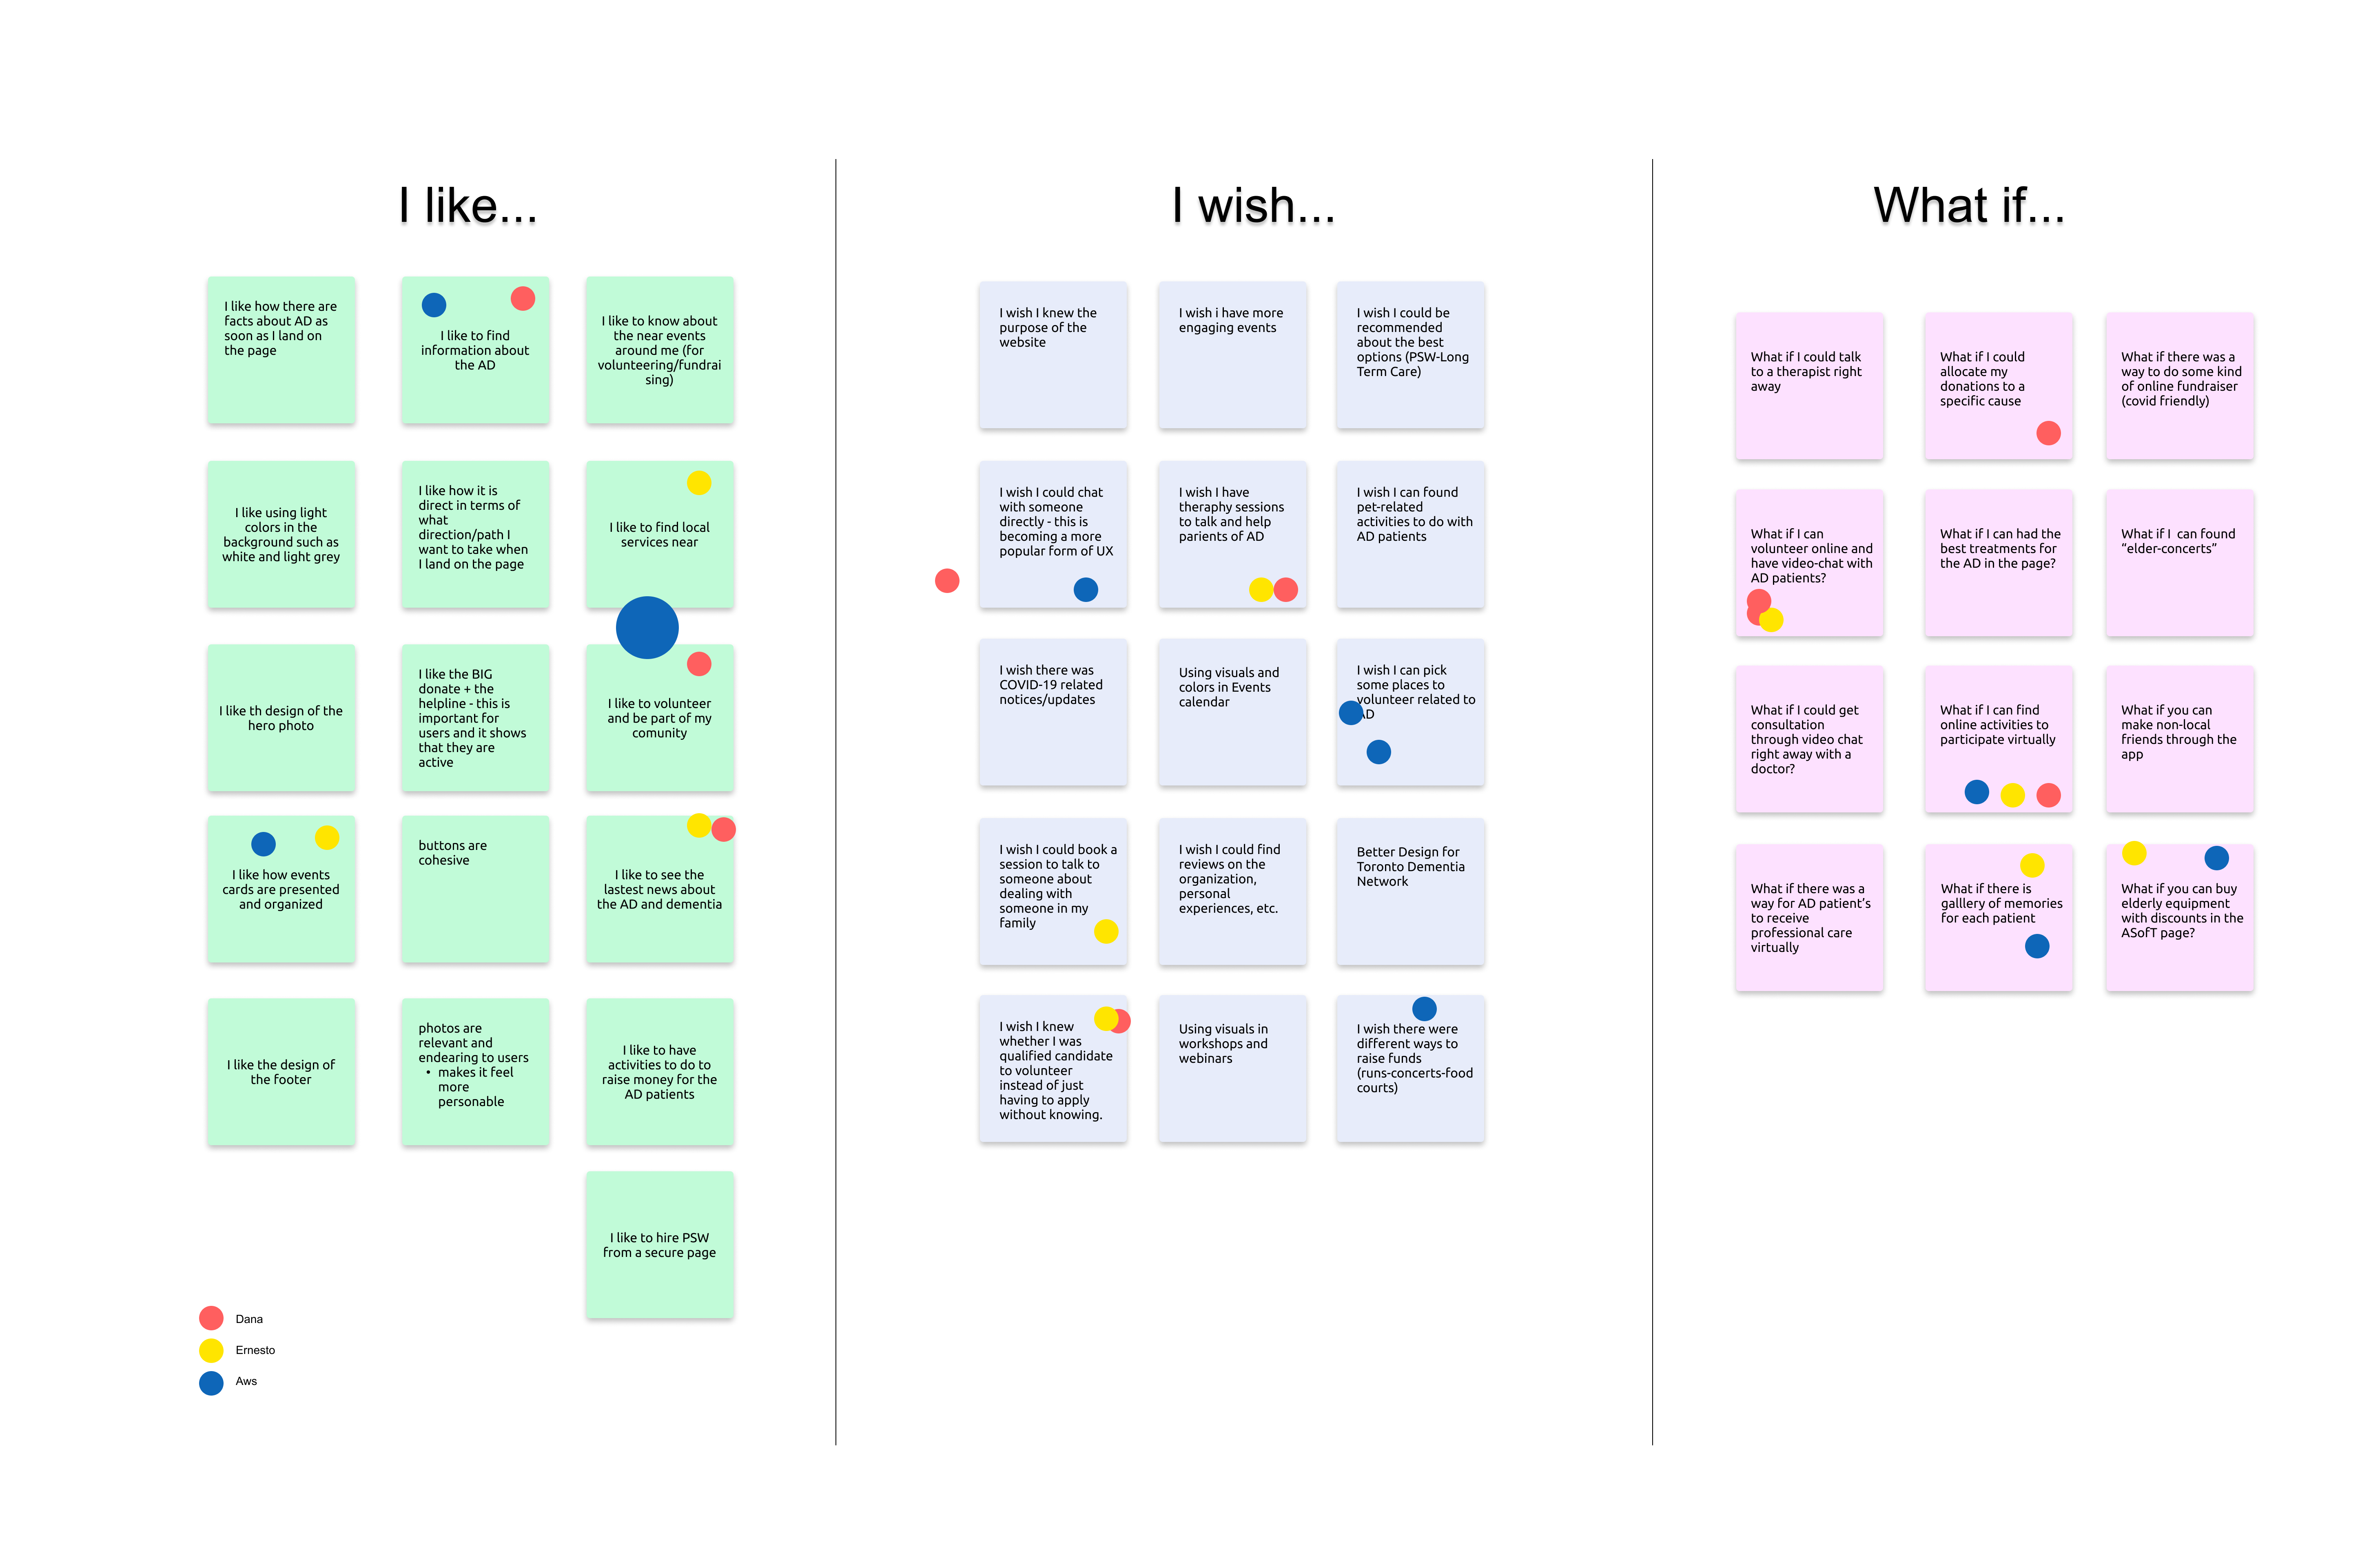 I like...
I wish...
What if...
I like how there are
facts about AD as
soon as I land on
the page
I like to find
information about
the AD
I like to know about
the near events
around me (for
volunteering/fundrai
sing)
I like using light
colors in the
background such as
white and light grey
I like how it is
direct in terms of
what
direction/path I
want to take when
I land on the page
I like to find local
services near
I like th design of the
hero photo
I like the BIG
donate + the
helpline - this is
important for
users and it shows
that they are
active
I like to volunteer
and be part of my
comunity
I like how events
cards are presented
and organized
buttons are
cohesive
I like to see the
lastest news about
the AD and dementia
I like the design of
the footer
photos are
relevant and
endearing to users
• makes it feel
more
personable
I like to have
activities to do to
raise money for the
AD patients
I like to hire PSW
from a secure page
Dana
Ernesto
Aws
I wish I knew the
purpose of the
website
I wish i have more
engaging events
I wish I could be
recommended
about the best
options (PSW-Long
Term Care)
I wish I could chat
with someone
directly - this is
becoming a more
popular form of UX
I wish I have
theraphy sessions
to talk and help
parients of AD
I wish I can found
pet-related
activities to do with
AD patients
I wish there was
COVID-19 related
notices/updates
Using visuals and
colors in Events
calendar
I wish I can pick
some places to
volunteer related to
AD
I wish I could book a
session to talk to
someone about
dealing with
someone in my
family
I wish I could find
reviews on the
organization,
personal
experiences, etc.
Better Design for
Toronto Dementia
Network
I wish I knew
whether I was
qualified candidate
to volunteer
instead of just
having to apply
without knowing.
Using visuals in
workshops and
webinars
I wish there were
different ways to
raise funds
(runs-concerts-food
courts)
What if I could talk
to a therapist right
away
What if I could
allocate my
donations to a
specific cause
What if there was a
way to do some kind
of online fundraiser
(covid friendly)
What if I can
volunteer online and
have video-chat with
AD patients?
What if I can had the
best treatments for
the AD in the page?
What if I  can found
“elder-concerts”
What if I could get
consultation
through video chat
right away with a
doctor?
What if I can find
online activities to
participate virtually
What if you can
make non-local
friends through the
app
What if there was a
way for AD patient’s
to receive
professional care
virtually
What if there is
galllery of memories
for each patient
What if you can buy
elderly equipment
with discounts in the
ASofT page?